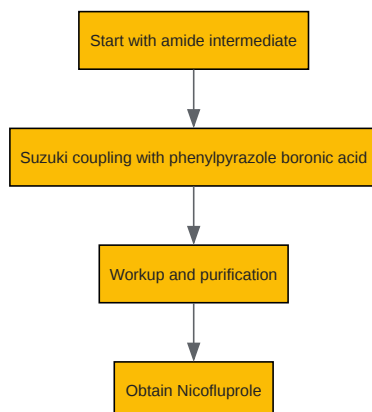 Start with amide intermediate
Suzuki coupling with phenylpyrazole boronic acid
Workup and purification
Obtain Nicofluprole